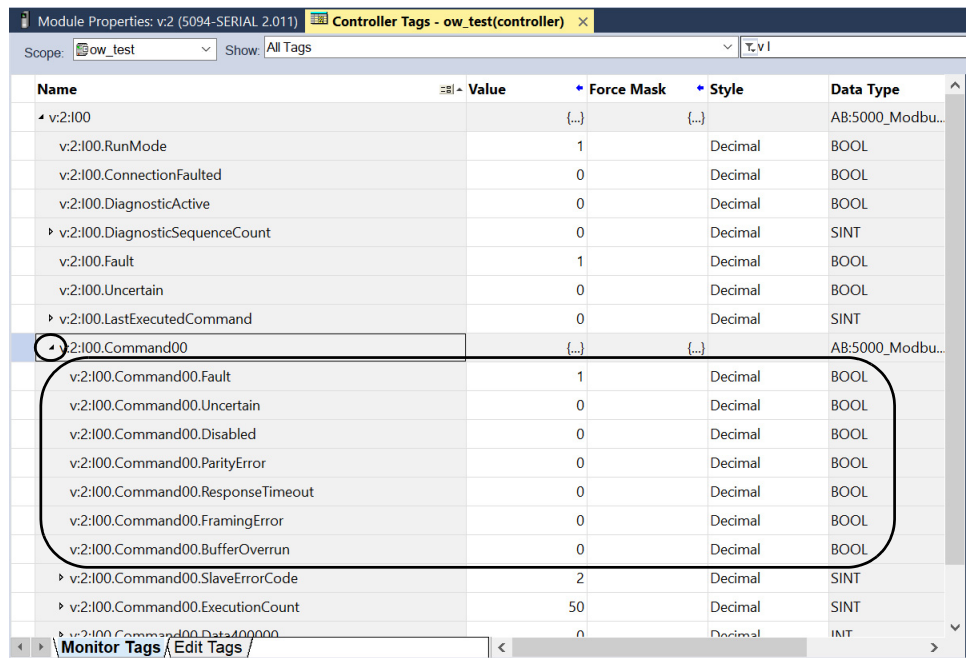 Module Properties: v:2 (5094-SERIAL 2.011) Controller Tags - ow_test(controller) ×
Scope: ow_test Show: All Tags v I
Name Value Force Mask Style Data Type
v:2:I00 {...} {...} AB:5000_Modbu...
v:2:I00.RunMode 1 Decimal BOOL
v:2:I00.ConnectionFaulted 0 Decimal BOOL
v:2:I00.DiagnosticActive 0 Decimal BOOL
v:2:I00.DiagnosticSequenceCount 0 Decimal SINT
v:2:I00.Fault 1 Decimal BOOL
v:2:I00.Uncertain 0 Decimal BOOL
v:2:I00.LastExecutedCommand 0 Decimal SINT
v:2:I00.Command00 {...} {...} AB:5000_Modbu...
v:2:I00.Command00.Fault 1 Decimal BOOL
v:2:I00.Command00.Uncertain 0 Decimal BOOL
v:2:I00.Command00.Disabled 0 Decimal BOOL
v:2:I00.Command00.ParityError 0 Decimal BOOL
v:2:I00.Command00.ResponseTimeout 0 Decimal BOOL
v:2:I00.Command00.FramingError 0 Decimal BOOL
v:2:I00.Command00.BufferOverrun 0 Decimal BOOL
v:2:I00.Command00.SlaveErrorCode 2 Decimal SINT
v:2:I00.Command00.ExecutionCount 50 Decimal SINT
v:2:I00.Command00.Data400000 0 Decimal INT
Monitor Tags Edit Tags